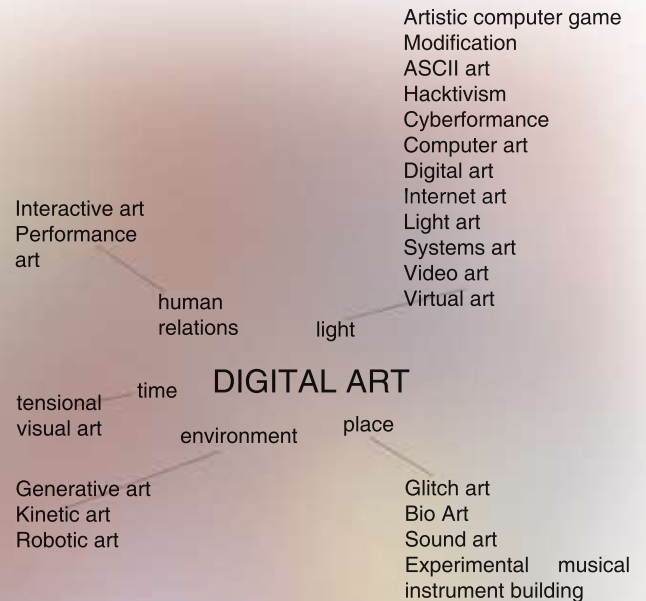 Artistic computer game
Modification
ASCII art
Hacktivism
Cyberformance
Computer art
Digital art
Internet art
Light art
Systems art
Video art
Virtual art
Interactive art
Performance
art
human
relations
light
DIGITAL ART
time
tensional
visual art
environment
place
Generative art
Kinetic art
Robotic art
Glitch art
Bio Art
Sound art
Experimental musical
instrument building